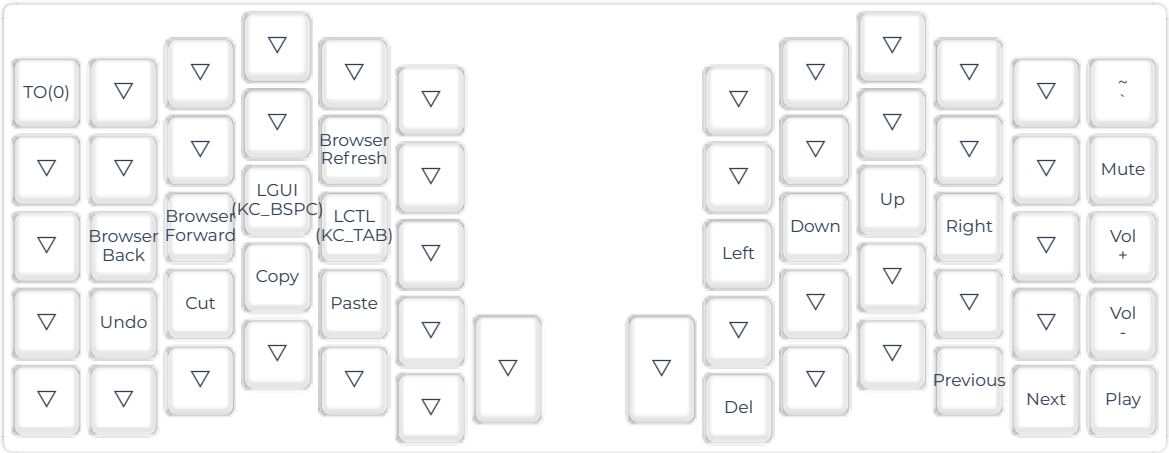 TO(0)
~
`
Browser
Refresh
Mute
LGUI
(KC_BSPC)
Up
Browser
Forward
LCTL
(KC_TAB)
Down
Right
Browser
Back
Left
Vol
+
Copy
Cut
Paste
Undo
Vol
-
Previous
Del
Next
Play